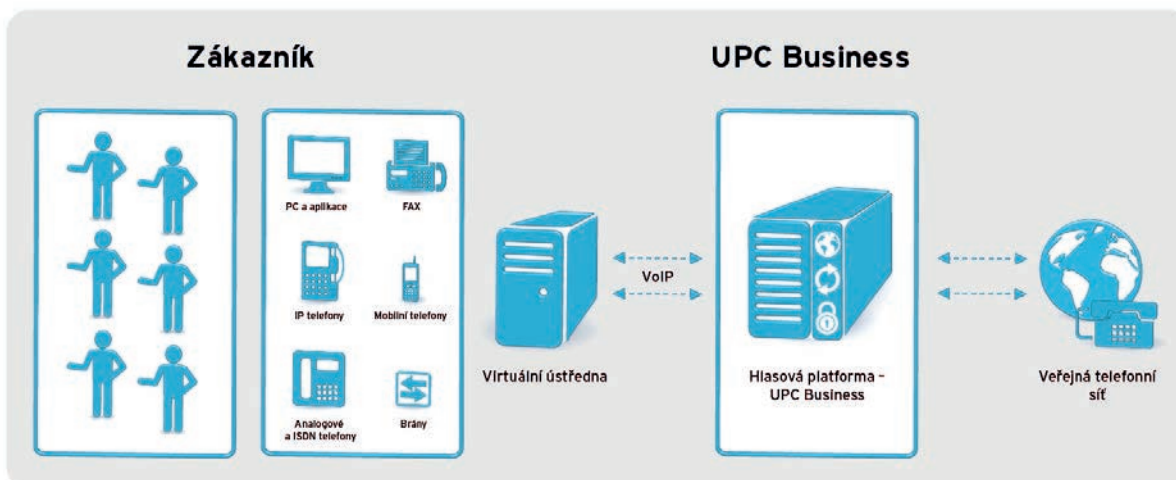 Zákazník
UPC Business
PC a aplikace
FAX
IP telefony
Mobilní telefony
Analogové
a ISDN telefony
Brány
Virtuální ústředna
VoIP
Hlasová platforma –
UPC Business
Veřejná telefonní
síť